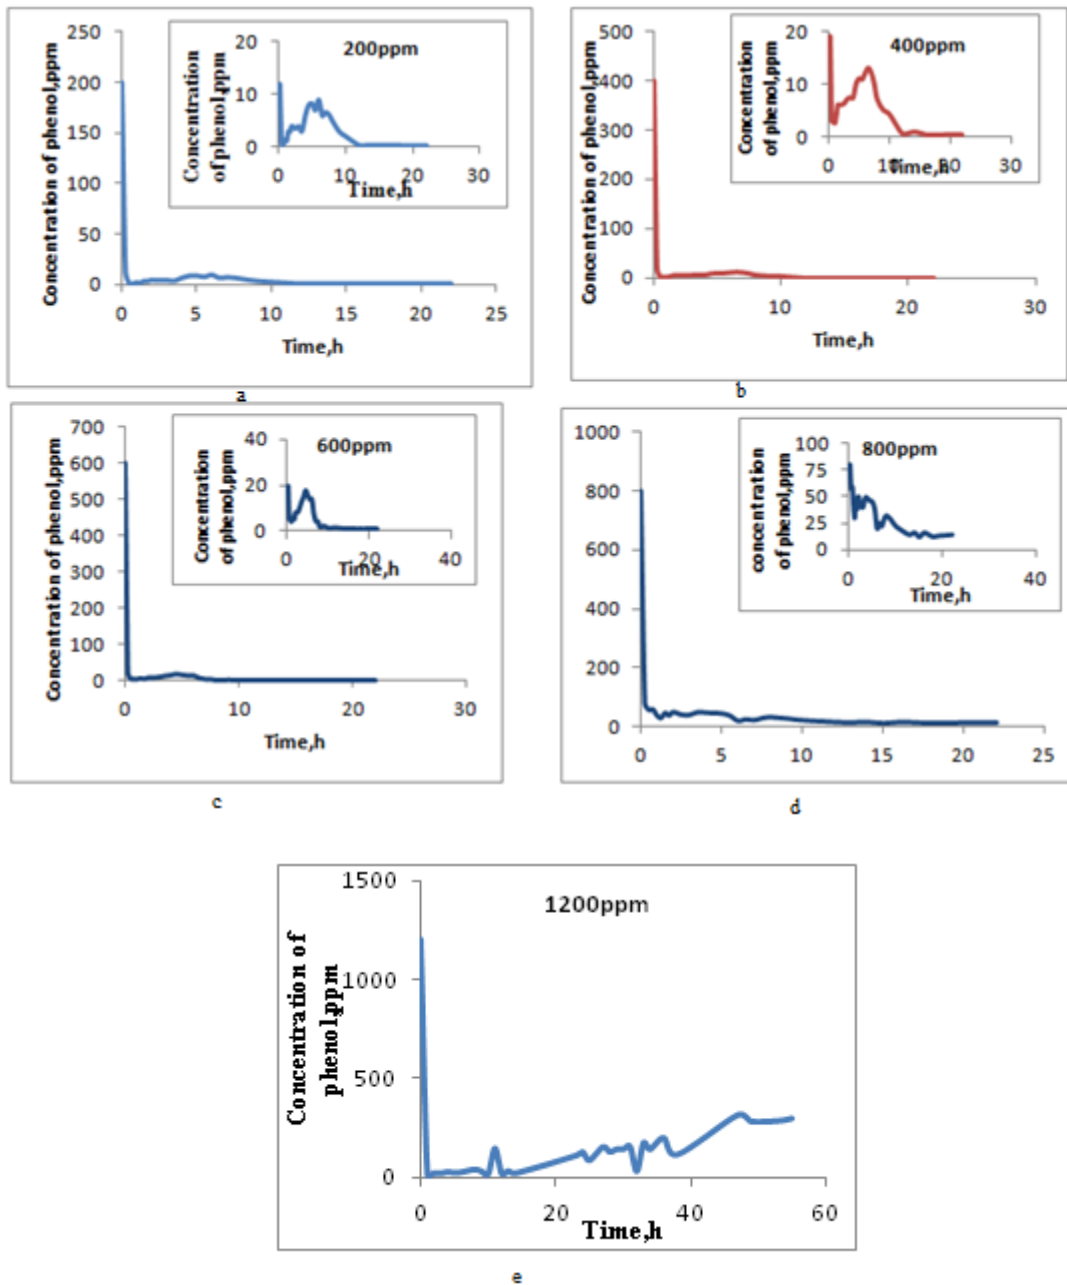 250
200
150
100
50
0
Concentration of phenol,ppm
0 5 10 15 20 25
Time,h
200ppm
20
10
0
Concentration
of phenol,ppm
0 10 20 30
Time,h
a
500
400
300
200
100
0
Concentration of phenol,ppm
0 10 20 30
Time,h
400ppm
20
10
0
Concentration
of phenol,ppm
0 10 20 30
Time,h
b
700
600
500
400
300
200
100
0
Concentration of phenol,ppm
0 10 20 30
Time,h
600ppm
40
20
0
Concentration
of phenol,ppm
0 20 40
Time,h
c
1000
800
600
400
200
0
0 5 10 15 20 25
800ppm
100
75
50
25
0
concentration
of phenol,ppm
0 20 40
Time,h
d
1500
1000
500
0
Concentration of
phenol,ppm
1200ppm
0 20 40 60
Time,h
e